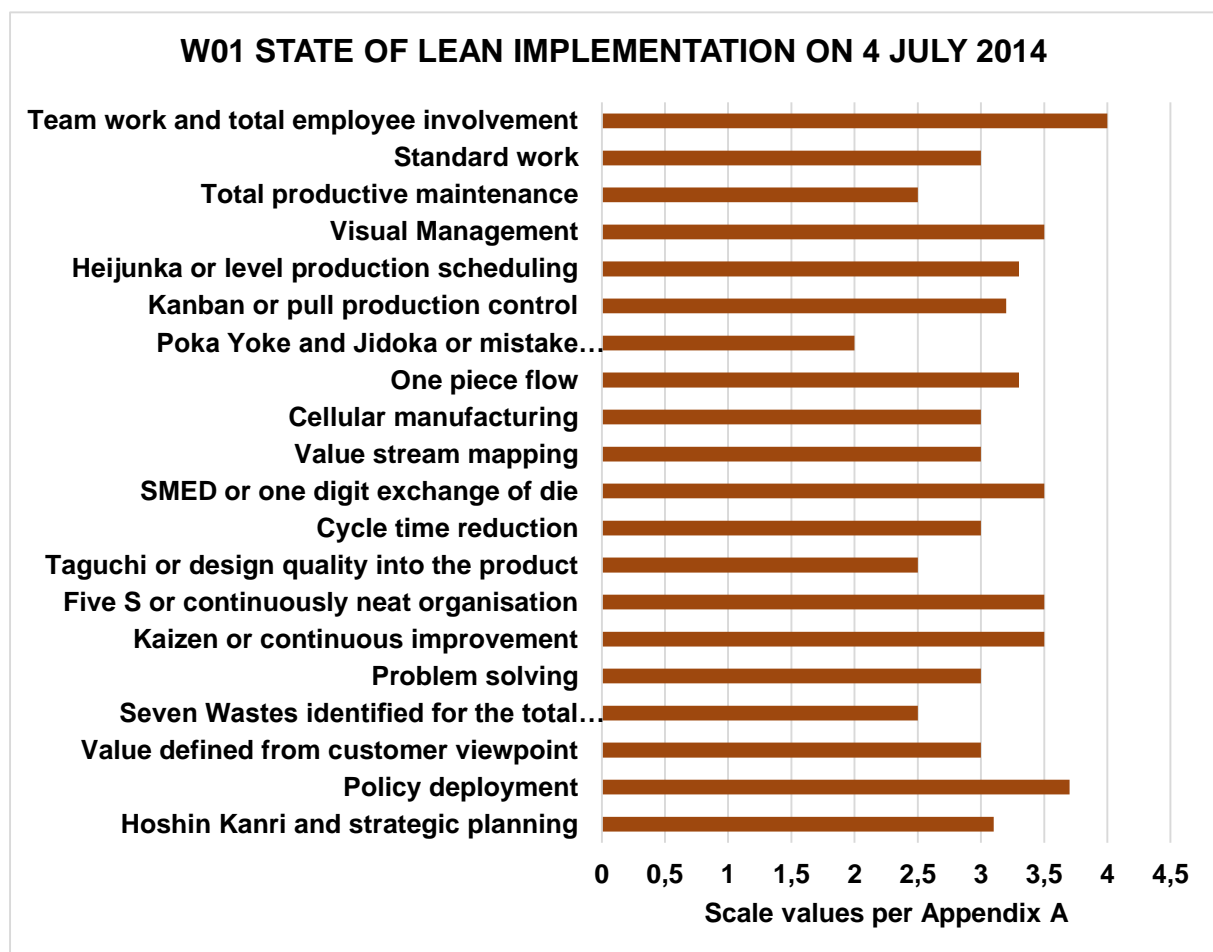 W01 STATE OF LEAN IMPLEMENTATION ON 4 JULY 2014
Team work and total employee involvement
Standard work
Total productive maintenance
Visual Management
Heijunka or level production scheduling
Kanban or pull production control
Poka Yoke and Jidoka or mistake…
One piece flow
Cellular manufacturing
Value stream mapping
SMED or one digit exchange of die
Cycle time reduction
Taguchi or design quality into the product
Five S or continuously neat organisation
Kaizen or continuous improvement
Problem solving
Seven Wastes identified for the total…
Value defined from customer viewpoint
Policy deployment
Hoshin Kanri and strategic planning
0 0,5 1 1,5 2 2,5 3 3,5 4 4,5
Scale values per Appendix A